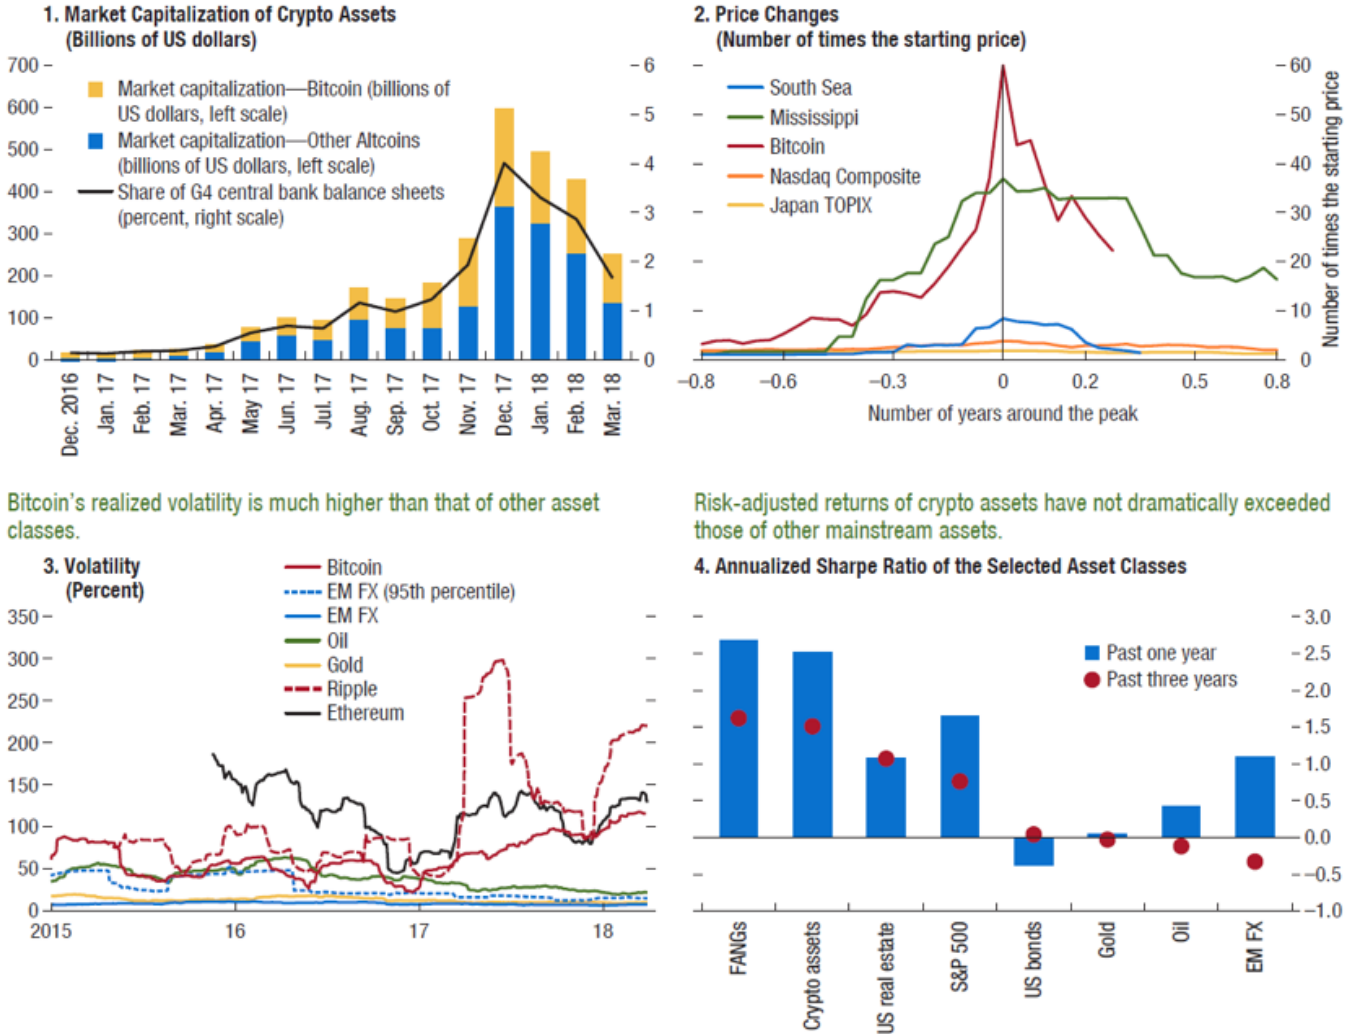 1. Market Capitalization of Crypto Assets
(Billions of US dollars)
700
600
500
400
300
200
100
0
6
5
4
3
2
1
0
Market capitalization—Bitcoin (billions of
US dollars, left scale)
Market capitalization—Other Altcoins
(billions of US dollars, left scale)
Share of G4 central bank balance sheets
(percent, right scale)
Dec. 2016
Jan. 17
Feb. 17
Mar. 17
Apr. 17
May 17
Jun. 17
Jul. 17
Aug. 17
Sep. 17
Oct. 17
Nov. 17
Dec. 17
Jan. 18
Feb. 18
Mar. 18
2. Price Changes
(Number of times the starting price)
South Sea
Mississippi
Bitcoin
Nasdaq Composite
Japan TOPIX
60
50
40
30
20
10
0
Number of times the starting price
−0.8
−0.6
−0.3
0
0.2
0.5
0.8
Number of years around the peak
Bitcoin's realized volatility is much higher than that of other asset
classes.
3. Volatility
(Percent)
Bitcoin
EM FX (95th percentile)
EM FX
Oil
Gold
Ripple
Ethereum
350
300
250
200
150
100
50
0
2015
16
17
18
Risk-adjusted returns of crypto assets have not dramatically exceeded
those of other mainstream assets.
4. Annualized Sharpe Ratio of the Selected Asset Classes
Past one year
Past three years
3.0
2.5
2.0
1.5
1.0
0.5
0.0
−0.5
−1.0
FANGs
Crypto assets
US real estate
S&P 500
US bonds
Gold
Oil
EM FX